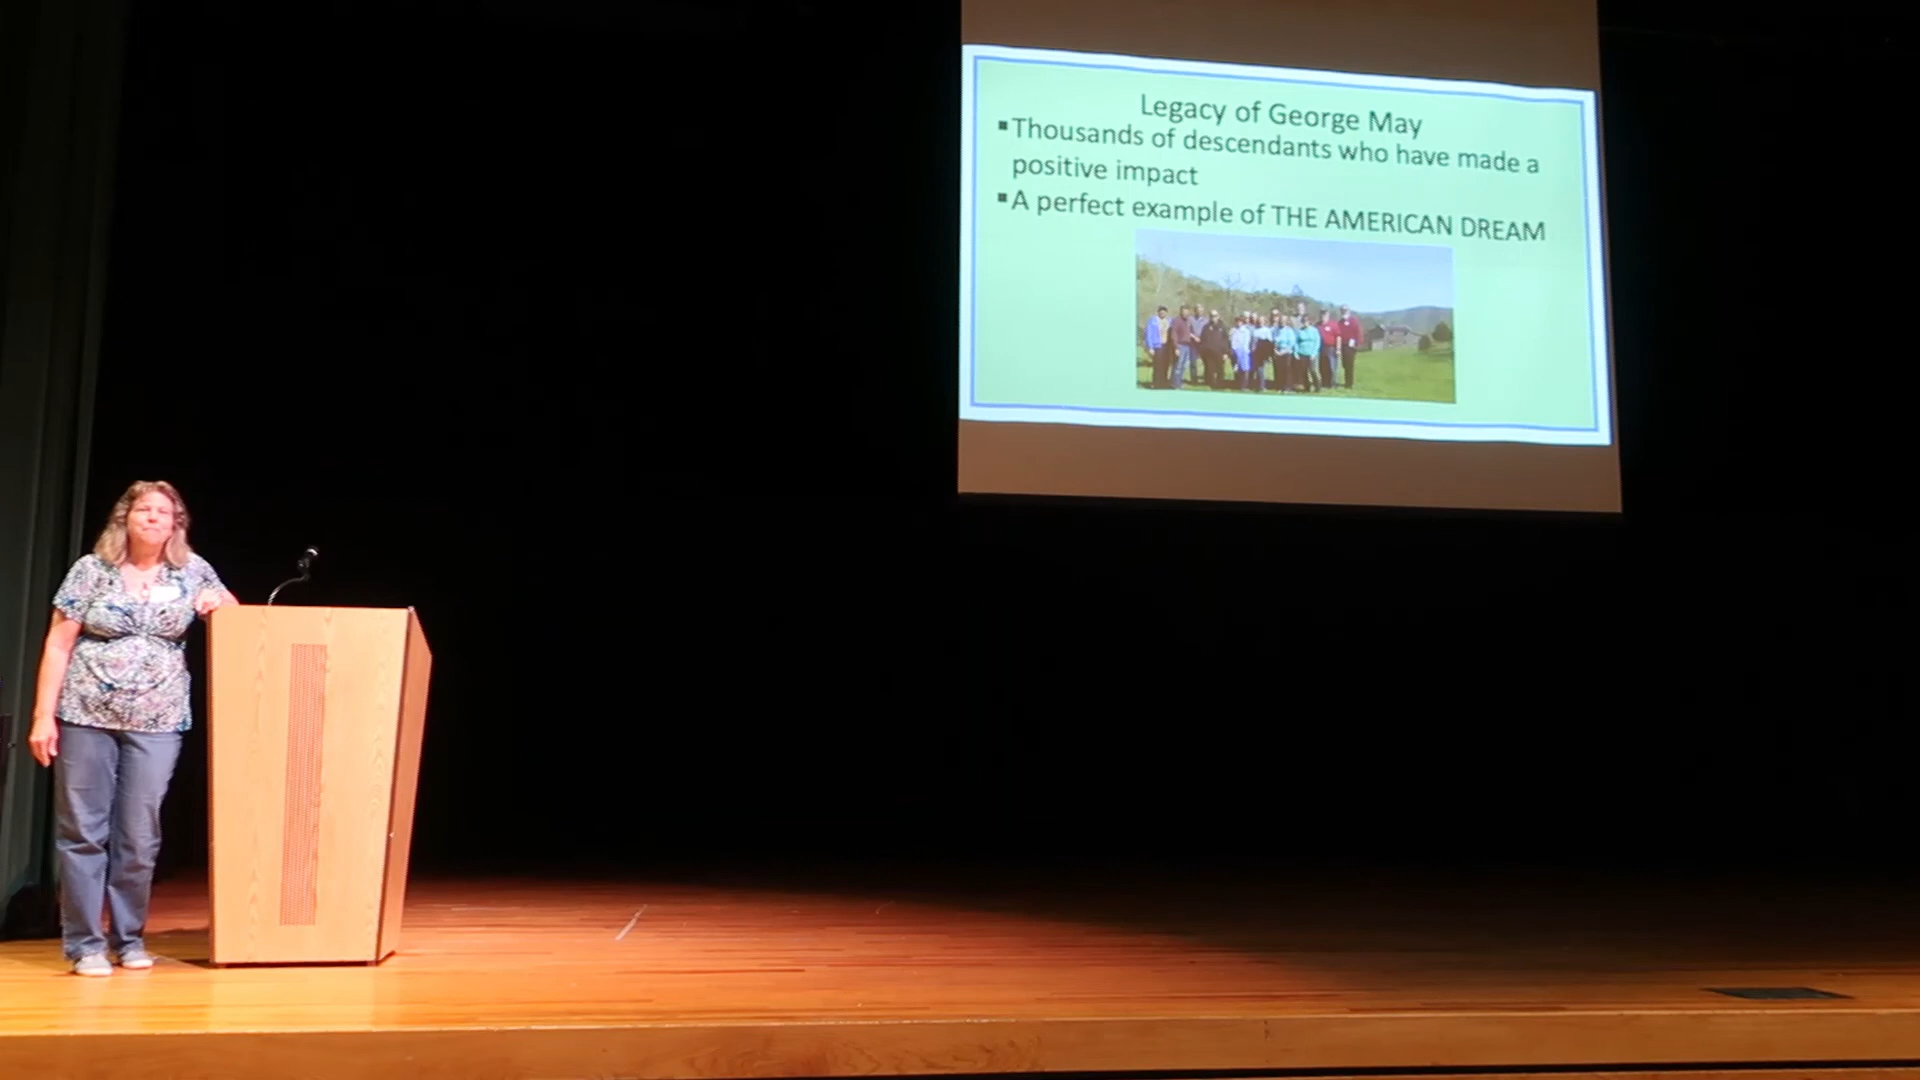 Legacy of George May
▪Thousands of descendants who have made a
positive impact
▪A perfect example of THE AMERICAN DREAM